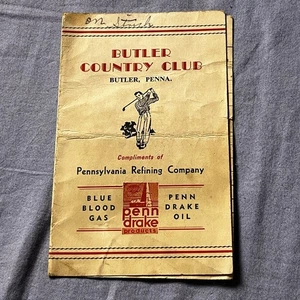 on
BUTLER
COUNTRY CLUB
BUTLER, PENNA.
Compliments of
Pennsylvania Refining Company
BLUE
BLOOD
GAS
penn
drake
products
PENN
DRAKE
OIL